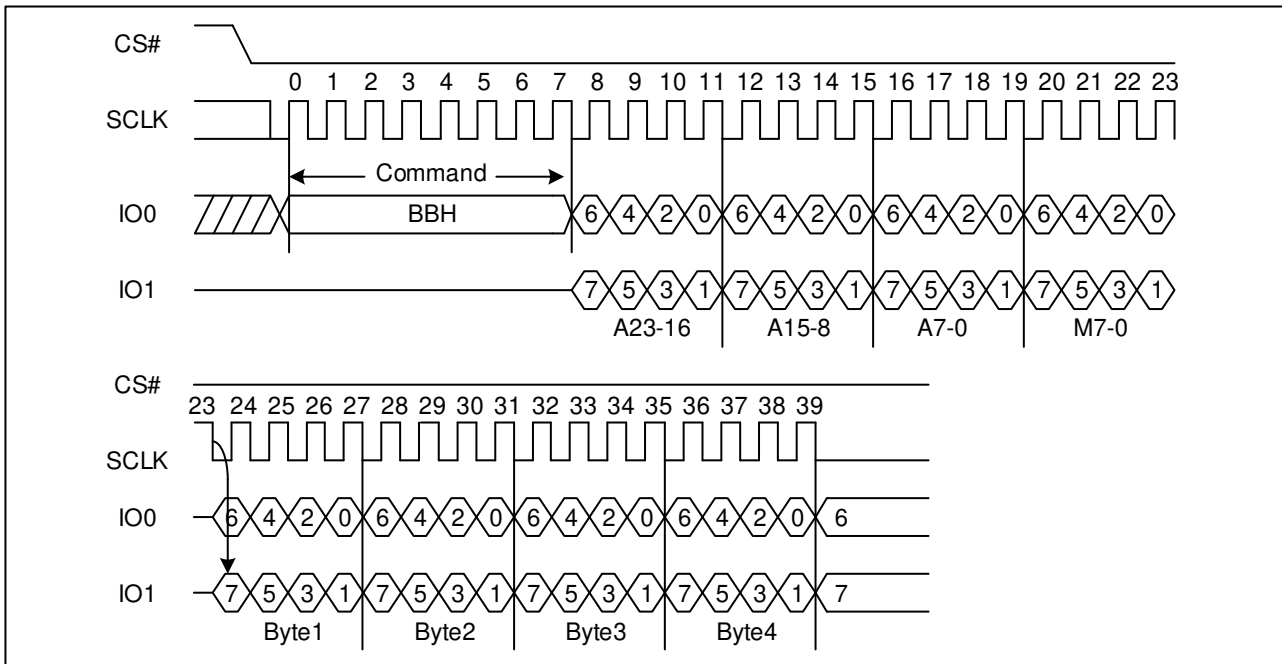 CS#
0 1 2 3 4 5 6 7 8 9 10 11 12 13 14 15 16 17 18 19 20 21 22 23
SCLK
Command
IO0 BBH 6 4 2 0 6 4 2 0 6 4 2 0 6 4 2 0
IO1 7 5 3 1 7 5 3 1 7 5 3 1 7 5 3 1
A23-16 A15-8 A7-0 M7-0
CS#
23 24 25 26 27 28 29 30 31 32 33 34 35 36 37 38 39
SCLK
IO0 6 4 2 0 6 4 2 0 6 4 2 0 6 4 2 0 6
IO1 7 5 3 1 7 5 3 1 7 5 3 1 7 5 3 1 7
Byte1 Byte2 Byte3 Byte4